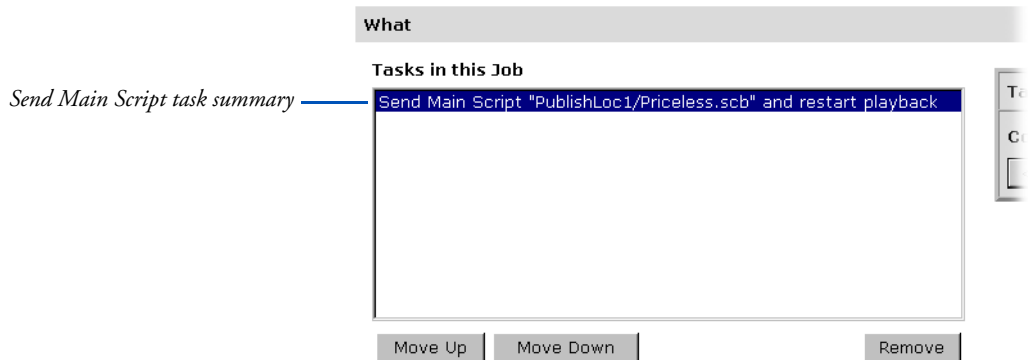 What
Tasks in this Job
Send Main Script task summary
Send Main Script "PublishLoc1/Priceless.scb" and restart playback
Move Up
Move Down
Remove